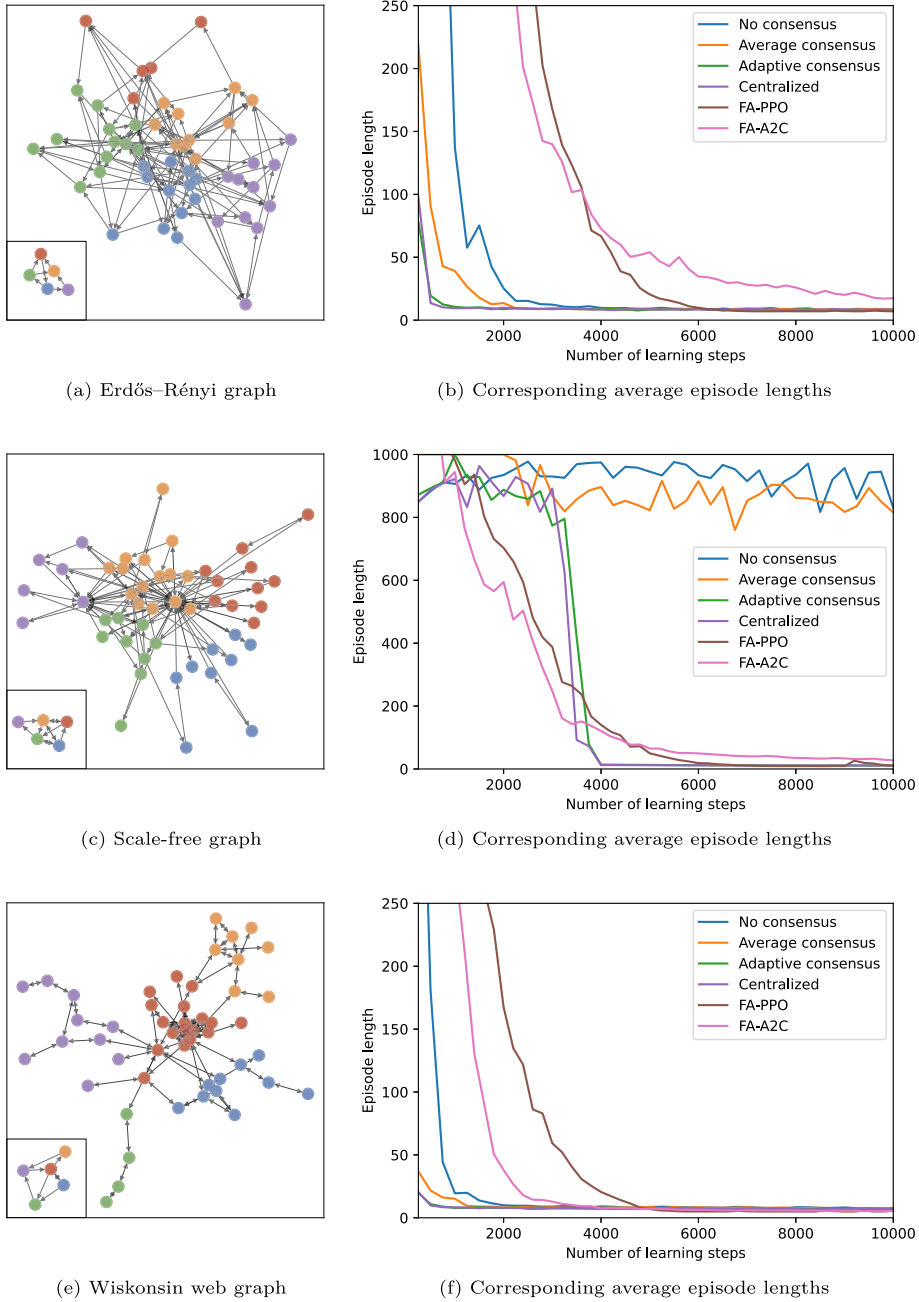 250
200
150
100
50
0
Episode length
No consensus
Average consensus
Adaptive consensus
Centralized
FA-PPO
FA-A2C
2000 4000 6000 8000 10000
Number of learning steps
(a) Erdős–Rényi graph
(b) Corresponding average episode lengths
1000
800
600
400
200
0
Episode length
No consensus
Average consensus
Adaptive consensus
Centralized
FA-PPO
FA-A2C
2000 4000 6000 8000 10000
Number of learning steps
(c) Scale-free graph
(d) Corresponding average episode lengths
250
200
150
100
50
0
Episode length
No consensus
Average consensus
Adaptive consensus
Centralized
FA-PPO
FA-A2C
2000 4000 6000 8000 10000
Number of learning steps
(e) Wiskonsin web graph
(f) Corresponding average episode lengths